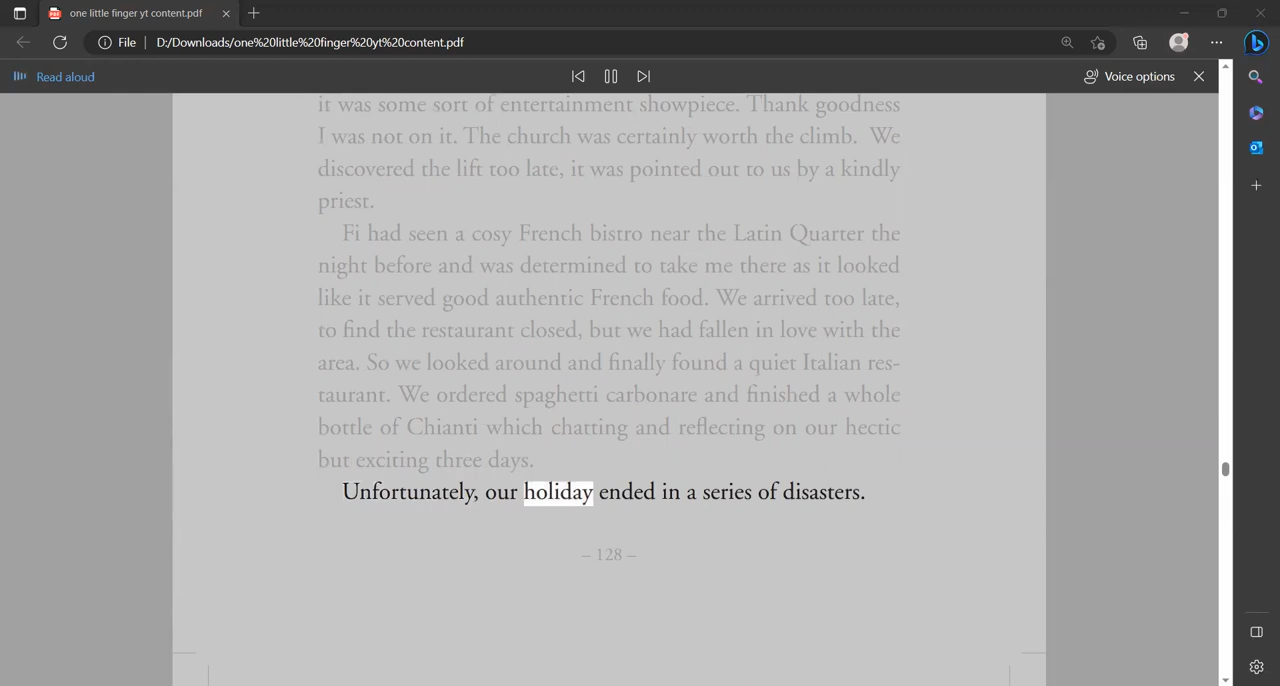 one little finger yt content.pdf
File
D:/Downloads/one%20little%20finger%20yt%20content.pdf
Read aloud
Voice options
it was some sort of entertainment showpiece. Thank goodness
I was not on it. The church was certainly worth the climb. We
discovered the lift too late, it was pointed out to us by a kindly
priest.
Fi had seen a cosy French bistro near the Latin Quarter the
night before and was determined to take me there as it looked
like it served good authentic French food. We arrived too late,
to find the restaurant closed, but we had fallen in love with the
area. So we looked around and finally found a quiet Italian res-
taurant. We ordered spaghetti carbonare and finished a whole
bottle of Chianti which chatting and reflecting on our hectic
but exciting three days.
Unfortunately, our holiday ended in a series of disasters.
– 128 –